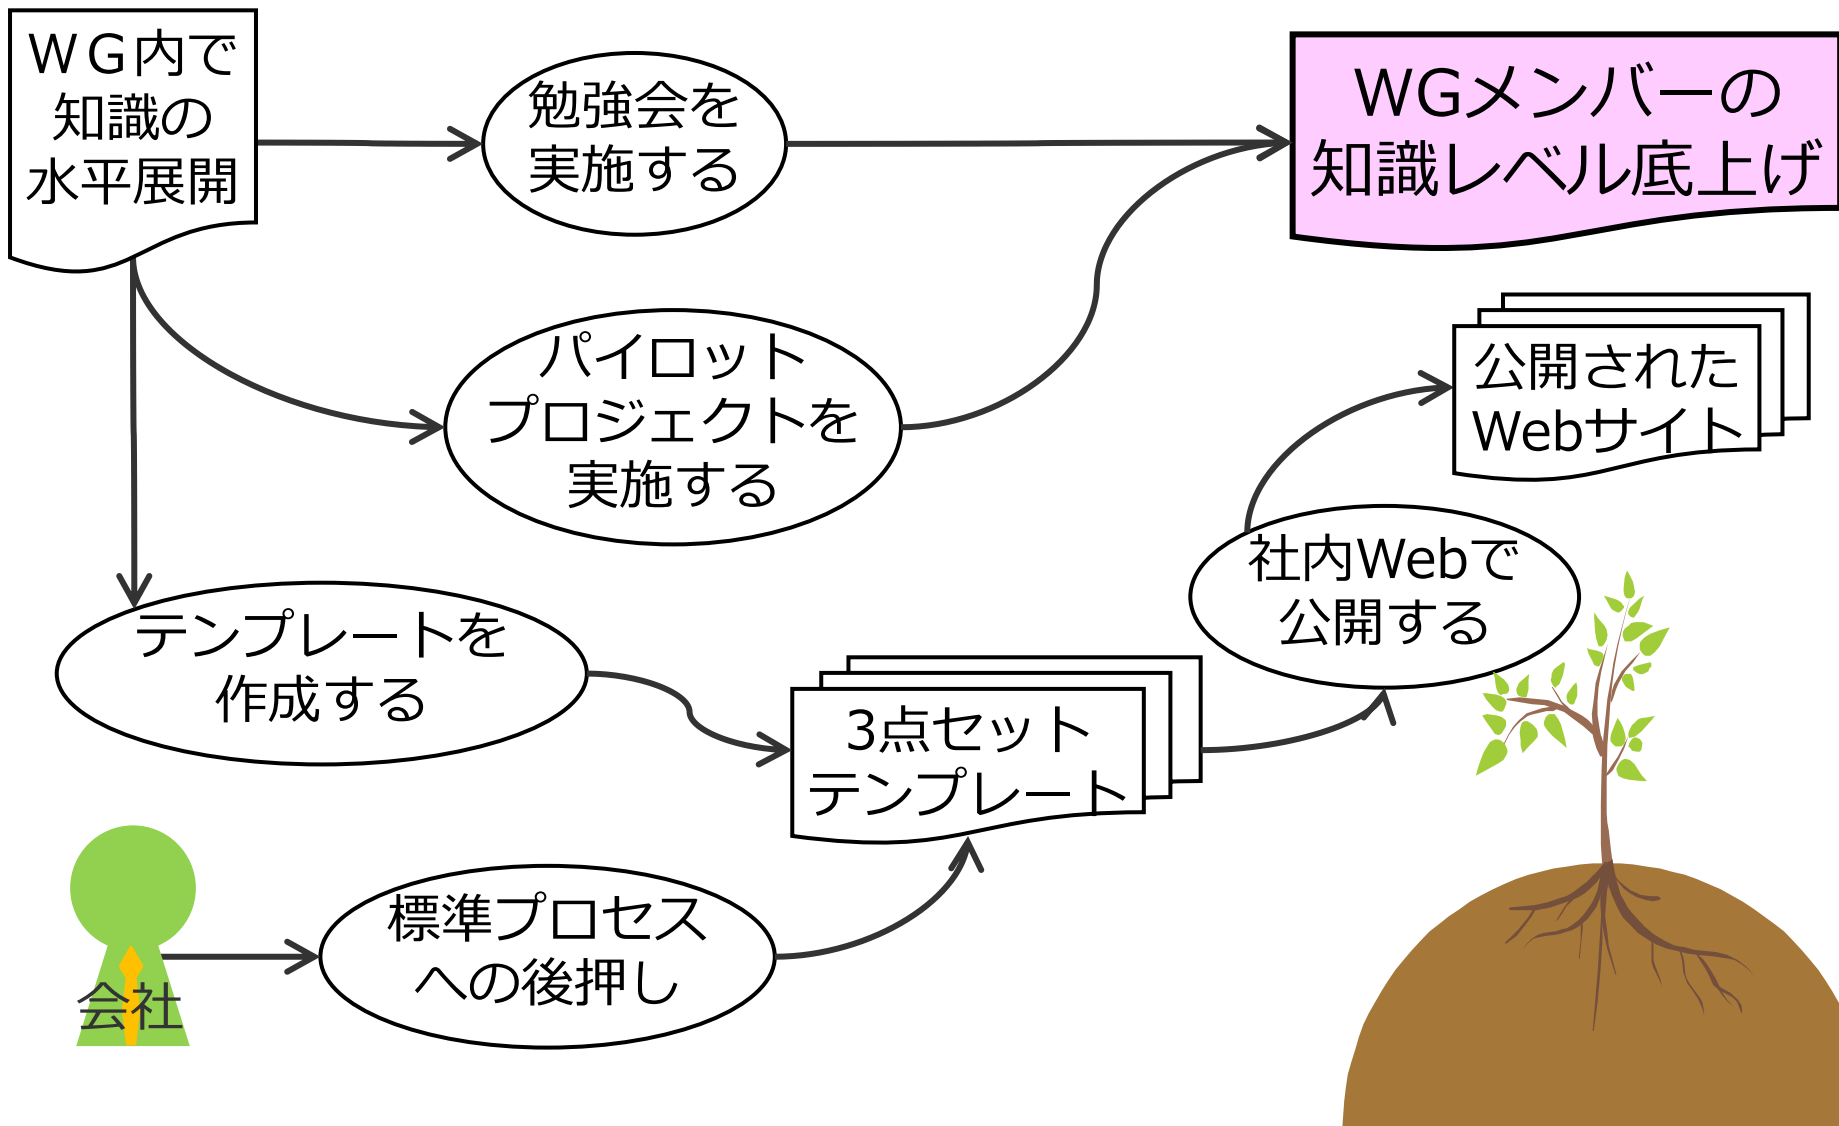 ＷＧ内で
知識の
水平展開
勉強会を
実施する
WGメンバーの
知識レベル底上げ
パイロット
プロジェクトを
実施する
公開された
Webサイト
社内Webで
公開する
テンプレートを
作成する
3点セット
テンプレート
標準プロセス
への後押し
会社